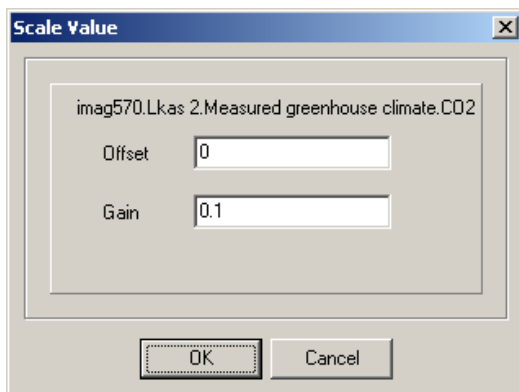 Scale Value
imag570.Lkas 2.Measured greenhouse climate.CO2
Offset 0
Gain 0.1
OK Cancel